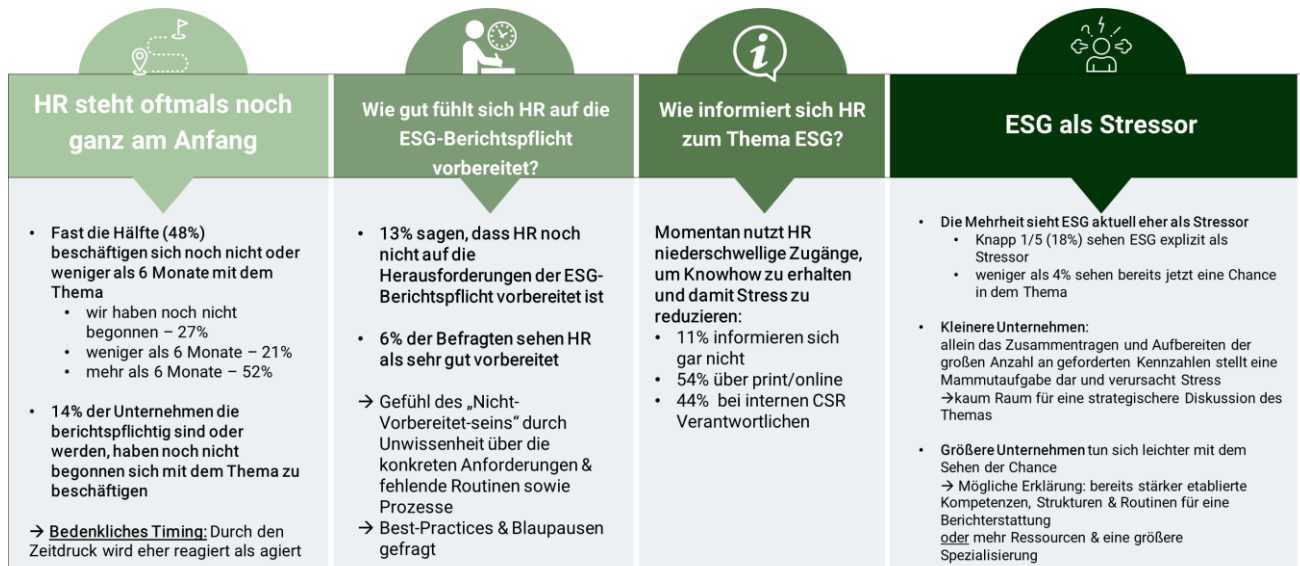 HR steht oftmals noch
ganz am Anfang
Fast die Hälfte (48%)
beschäftigen sich noch nicht oder
weniger als 6 Monate mit dem
Thema
• wir haben noch nicht
begonnen – 27%
• weniger als 6 Monate – 21%
• mehr als 6 Monate – 52%
• 14% der Unternehmen die
berichtspflichtig sind oder
werden, haben noch nicht
begonnen sich mit dem Thema zu
beschäftigen
→ Bedenkliches Timing: Durch den
Zeitdruck wird eher reagiert als agiert
Wie gut fühlt sich HR auf die
ESG-Berichtspflicht
vorbereitet?
• 13% sagen, dass HR noch
nicht auf die
Herausforderungen der ESG-
Berichtspflicht vorbereitet ist
• 6% der Befragten sehen HR
als sehr gut vorbereitet
→ Gefühl des „Nicht-
Vorbereitet-seins“ durch
Unwissenheit über die
konkreten Anforderungen &
fehlende Routinen sowie
Prozesse
→ Best-Practices & Blaupausen
gefragt
Wie informiert sich HR
zum Thema ESG?
Momentan nutzt HR
niederschwellige Zugänge,
um Knowhow zu erhalten
und damit Stress zu
reduzieren:
• 11% informieren sich
gar nicht
• 54% über print/online
• 44% bei internen CSR
Verantwortlichen
ESG als Stressor
• Die Mehrheit sieht ESG aktuell eher als Stressor
• Knapp 1/5 (18%) sehen ESG explizit als
Stressor
• weniger als 4% sehen bereits jetzt eine Chance
in dem Thema
• Kleinere Unternehmen:
allein das Zusammentragen und Aufbereiten der
großen Anzahl an geforderten Kennzahlen stellt eine
Mammutaufgabe dar und verursacht Stress
→kaum Raum für eine strategischere Diskussion des
Themas
• Größere Unternehmen tun sich leichter mit dem
Sehen der Chance
→ Mögliche Erklärung: bereits stärker etablierte
Kompetenzen, Strukturen & Routinen für eine
Berichterstattung
oder mehr Ressourcen & eine größere
Spezialisierung